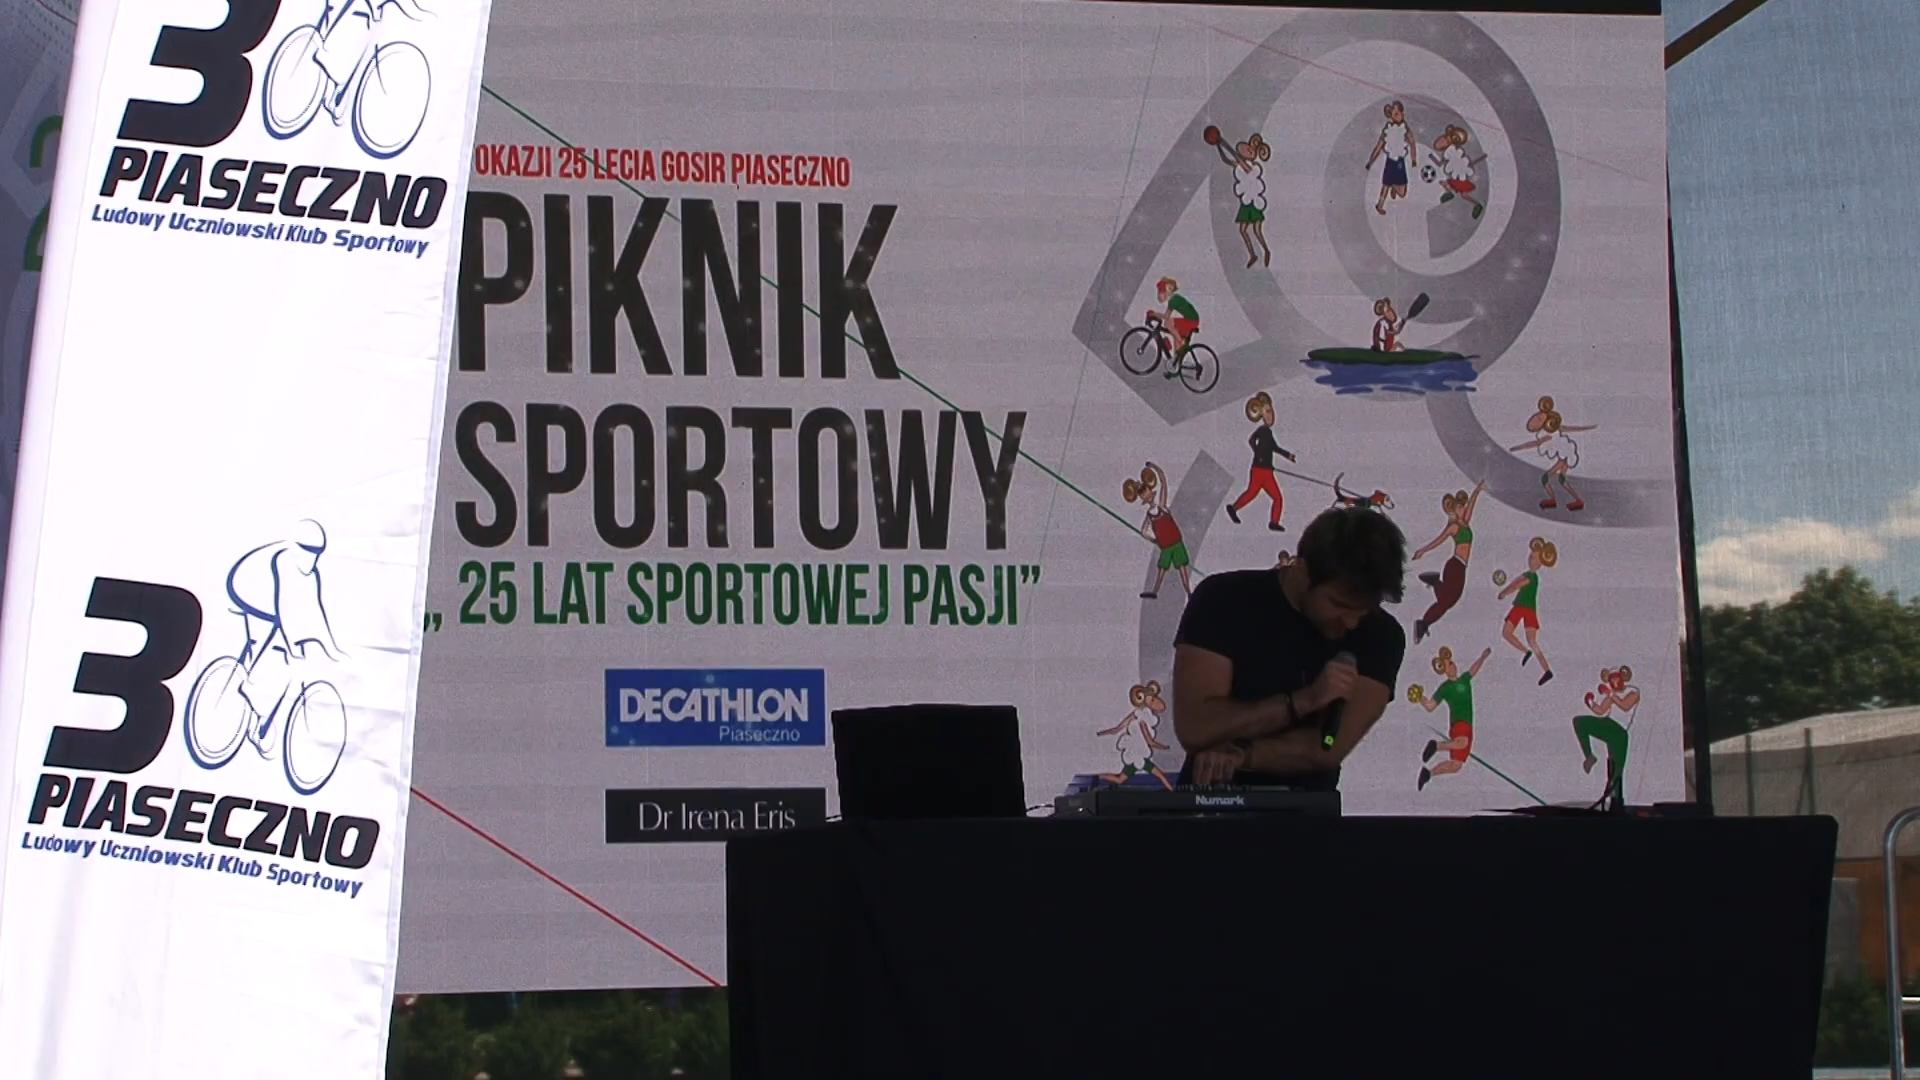 3
PIASECZNO
Ludowy Uczniowski Klub Sportowy
3
PIASECZNO
Ludowy Uczniowski Klub Sportowy
OKAZJI 25 LECIA GOSIR PIASECZNO
PIKNIK
SPORTOWY
„ 25 LAT SPORTOWEJ PASJI”
DECATHLON
Piaseczno
Dr Irena Eris
Numark